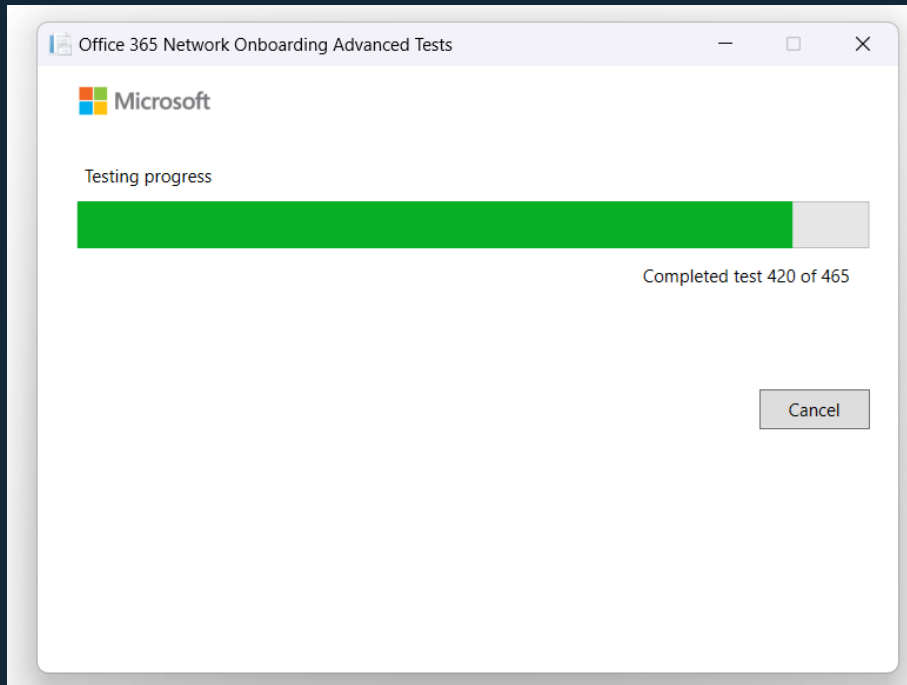 Office 365 Network Onboarding Advanced Tests
Microsoft
Testing progress
Completed test 420 of 465
Cancel